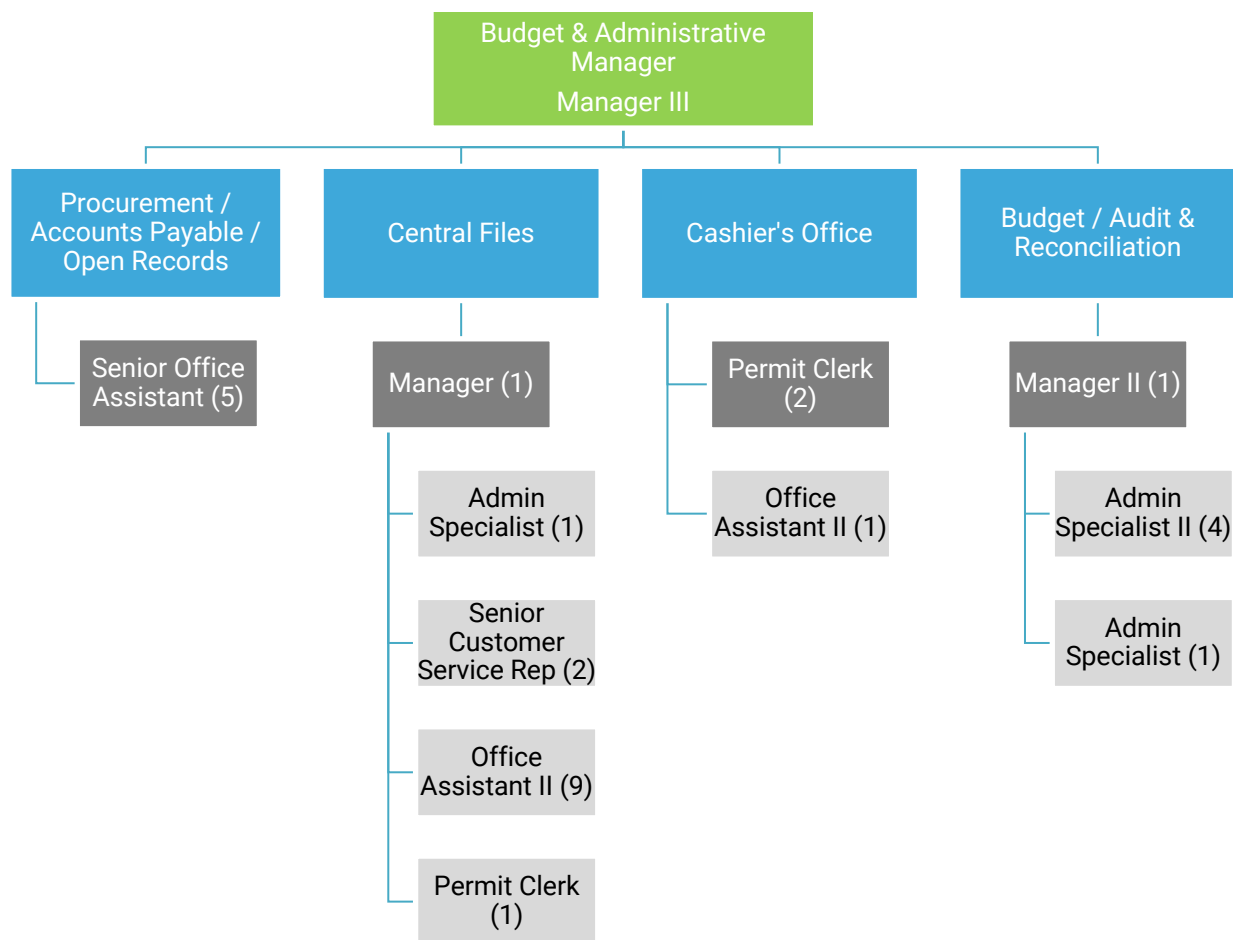 Budget & Administrative
Manager
Manager III
Procurement /
Accounts Payable /
Open Records
Central Files
Cashier's Office
Budget / Audit &
Reconciliation
Senior Office
Assistant (5)
Manager (1)
Permit Clerk
(2)
Manager II (1)
Admin
Specialist (1)
Office
Assistant II (1)
Admin
Specialist II (4)
Senior
Customer
Service Rep (2)
Admin
Specialist (1)
Office
Assistant II (9)
Permit Clerk
(1)